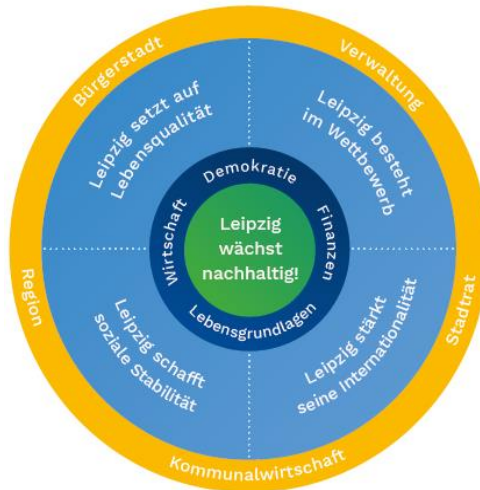 Bürgerstadt
Verwaltung
Leipzig setzt auf
Lebensqualität
Leipzig besteht
im Wettbewerb
Demokratie
Wirtschaft
Finanzen
Leipzig
wächst
nachhaltig!
Lebensgrundlagen
Region
Stadtrat
Leipzig schafft
soziale Stabilität
Leipzig stärkt
seine Internationalität
Kommunalwirtschaft